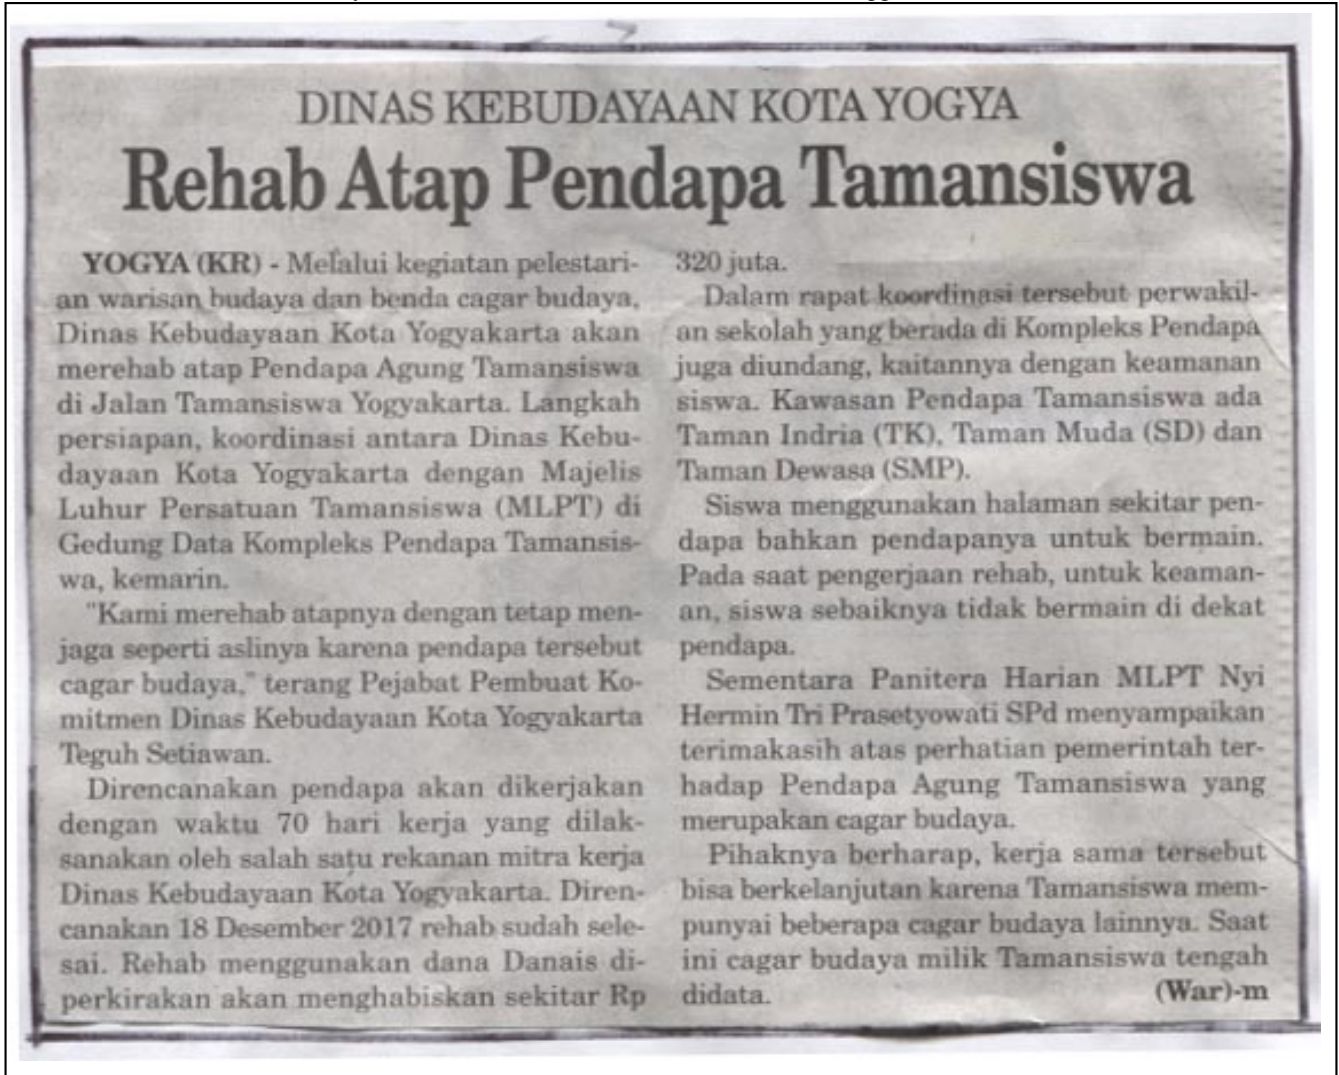 DINAS KEBUDAYAAN KOTA YOGYA
Rehab Atap Pendapa Tamansiswa
YOGYA (KR) - Melalui kegiatan pelestari-
an warisan budaya dan benda cagar budaya,
Dinas Kebudayaan Kota Yogyakarta akan
merehab atap Pendapa Agung Tamansiswa
di Jalan Tamansiswa Yogyakarta. Langkah
persiapan, koordinasi antara Dinas Kebu-
dayaan Kota Yogyakarta dengan Majelis
Luhur Persatuan Tamansiswa (MLPT) di
Gedung Data Kompleks Pendapa Tamansis-
wa, kemarin.
"Kami merehab atapnya dengan tetap men-
jaga seperti aslinya karena pendapa tersebut
cagar budaya," terang Pejabat Pembuat Ko-
mitmen Dinas Kebudayaan Kota Yogyakarta
Teguh Setiawan.
Direncanakan pendapa akan dikerjakan
dengan waktu 70 hari kerja yang dilak-
sanakan oleh salah satu rekanan mitra kerja
Dinas Kebudayaan Kota Yogyakarta. Diren-
canakan 18 Desember 2017 rehab sudah sele-
sai. Rehab menggunakan dana Danais di-
perkirakan akan menghabiskan sekitar Rp
320 juta.
Dalam rapat koordinasi tersebut perwakil-
an sekolah yang berada di Kompleks Pendapa
juga diundang, kaitannya dengan keamanan
siswa. Kawasan Pendapa Tamansiswa ada
Taman Indria (TK), Taman Muda (SD) dan
Taman Dewasa (SMP).
Siswa menggunakan halaman sekitar pen-
dapa bahkan pendapanya untuk bermain.
Pada saat pengerjaan rehab, untuk keaman-
an, siswa sebaiknya tidak bermain di dekat
pendapa.
Sementara Panitera Harian MLPT Nyi
Hermin Tri Prasetyowati SPd menyampaikan
terimakasih atas perhatian pemerintah ter-
hadap Pendapa Agung Tamansiswa yang
merupakan cagar budaya.
Pihaknya berharap, kerja sama tersebut
bisa berkelanjutan karena Tamansiswa mem-
punyai beberapa cagar budaya lainnya. Saat
ini cagar budaya milik Tamansiswa tengah
didata. (War)-m